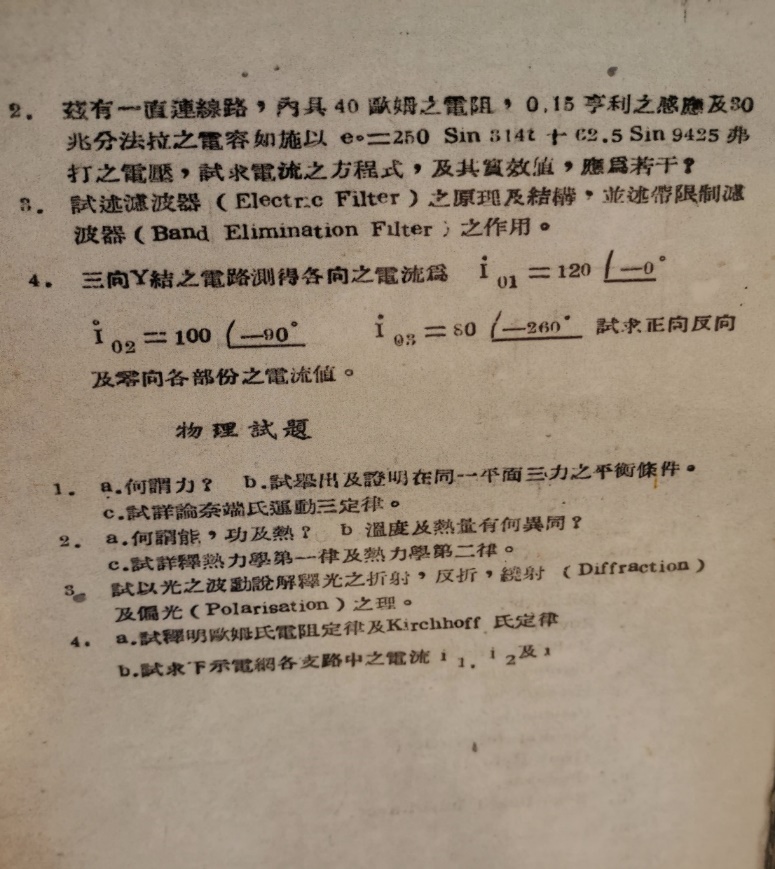 2. 茲有一直連線路，內具 40 歐姆之電阻，0.15 亨利之感應及30
兆分法拉之電容如施以 e∘=250 Sin 314t + 62.5 Sin 9425 弗
打之電壓，試求電流之方程式，及其實效值，應爲若干？
3. 試述濾波器（Electric Filter）之原理及結構，並述帶限制濾
波器（Band Elimination Filter）之作用。
4. 三向Y結之電路測得各向之電流爲 İ 01 = 120 /—0°
İ 02 = 100 /—90° İ 03 = 80 /—260° 試求正向反向
及零向各部份之電流値。
物理試題
1. a.何謂力？ b.試舉出及證明在同一平面三力之平衡條件。
c.試詳論奈端氏運動三定律。
2. a.何謂能，功及熱？ b 溫度及熱量有何異同？
c.試詳釋熱力學第一律及熱力學第二律。
3. 試以光之波動說解釋光之折射，反折，繞射（Diffraction）
及偏光（Polarisation）之理。
4. a.試釋明歐姆氏電阻定律及Kirchhoff 氏定律
b.試求下示電網各支路中之電流 i 1. i 2及 i